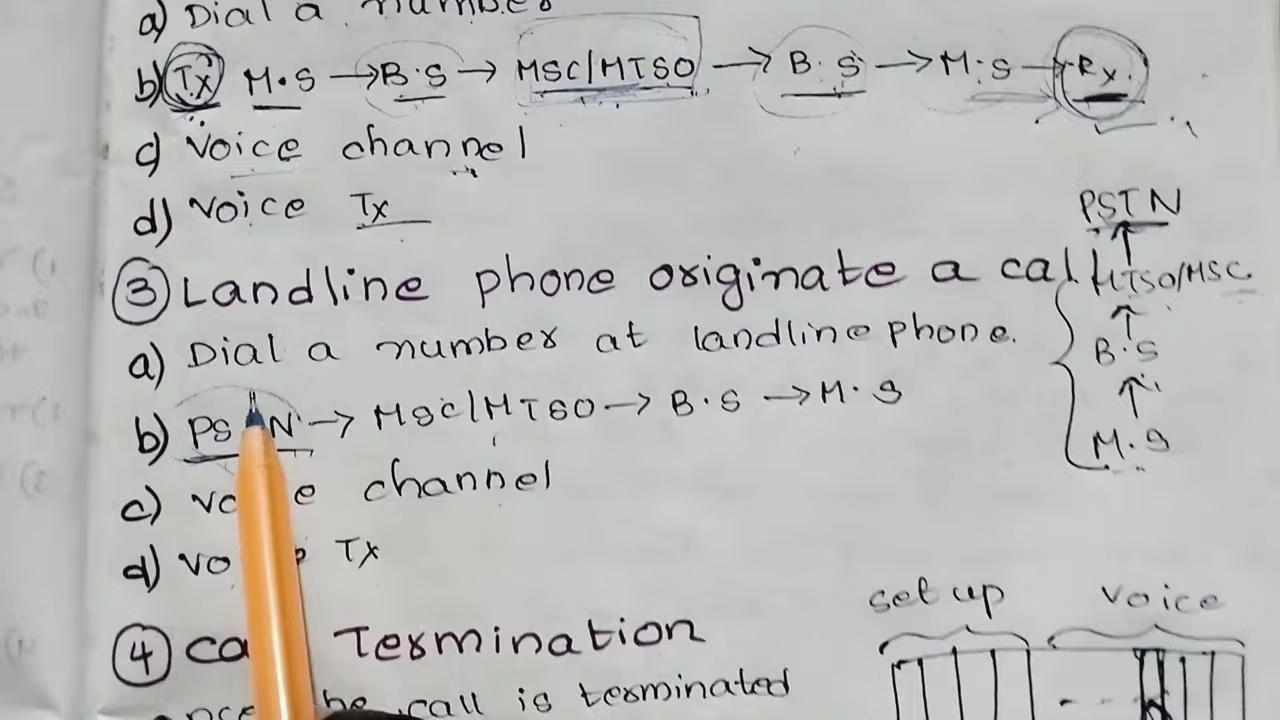 a) Dial a number
b) Tx M.S → B.S → MSC/MTSO → B.S → M.S → Rx.
c) Voice channel
d) Voice Tx
PSTN
↑
MTSO/MSC
↑
B.S
↑
M.S
③ Landline phone originate a call
a) Dial a number at landline phone.
b) PS N → MSC/MTSO → B.S → M.S
c) channel
d) Tx
④ Termination
call is terminated
set up voice